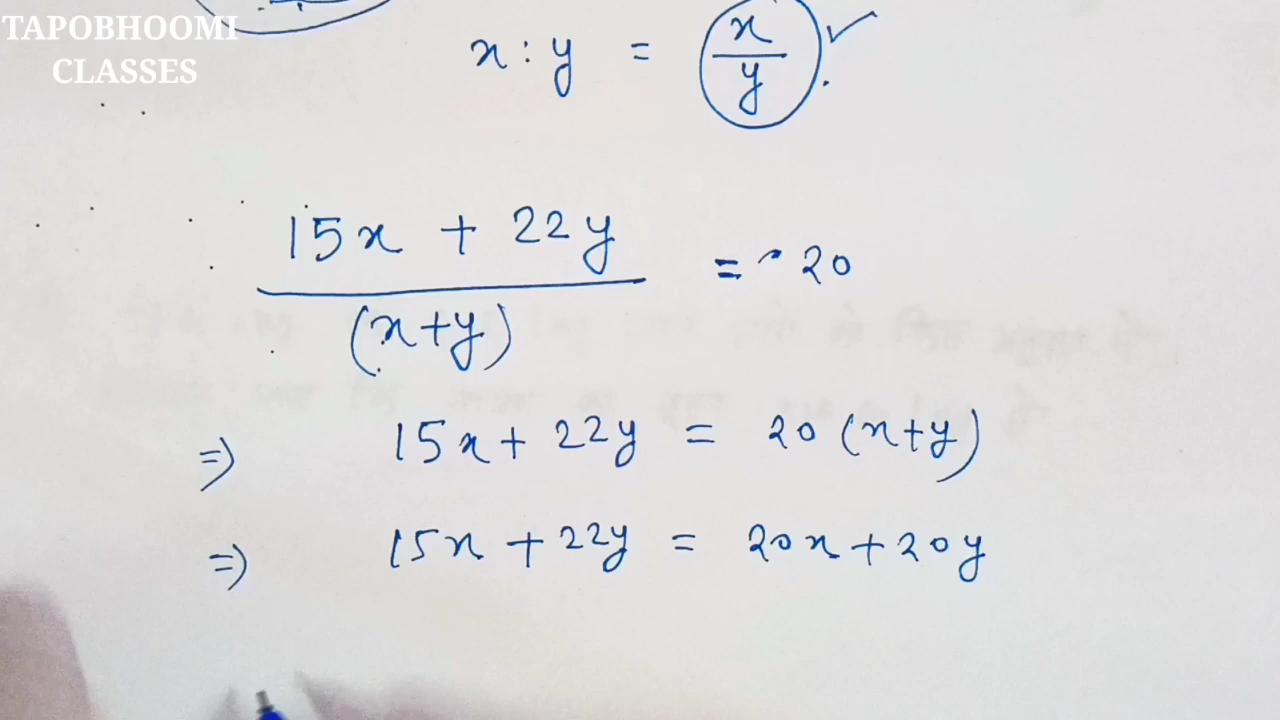 TAPOBHOOMI
CLASSES
x : y = x/y
15x + 22y
(x+y)
= 20
⇒ 15x + 22y = 20 (x+y)
⇒ 15x + 22y = 20x + 20y